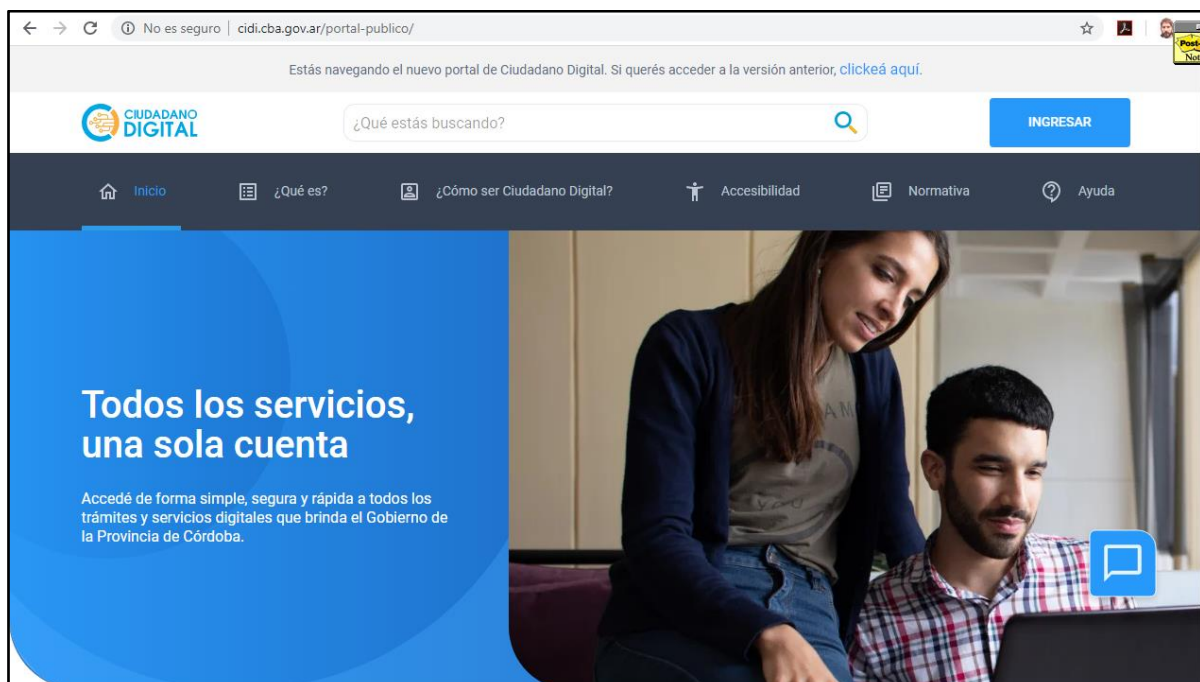 No es seguro | cidi.cba.gov.ar/portal-publico/
Post-
Not
Estás navegando el nuevo portal de Ciudadano Digital. Si querés acceder a la versión anterior, clickeá aquí.
CIUDADANO
DIGITAL
¿Qué estás buscando?
INGRESAR
Inicio ¿Qué es? ¿Cómo ser Ciudadano Digital? Accesibilidad Normativa Ayuda
Todos los servicios,
una sola cuenta
Accedé de forma simple, segura y rápida a todos los
trámites y servicios digitales que brinda el Gobierno de
la Provincia de Córdoba.